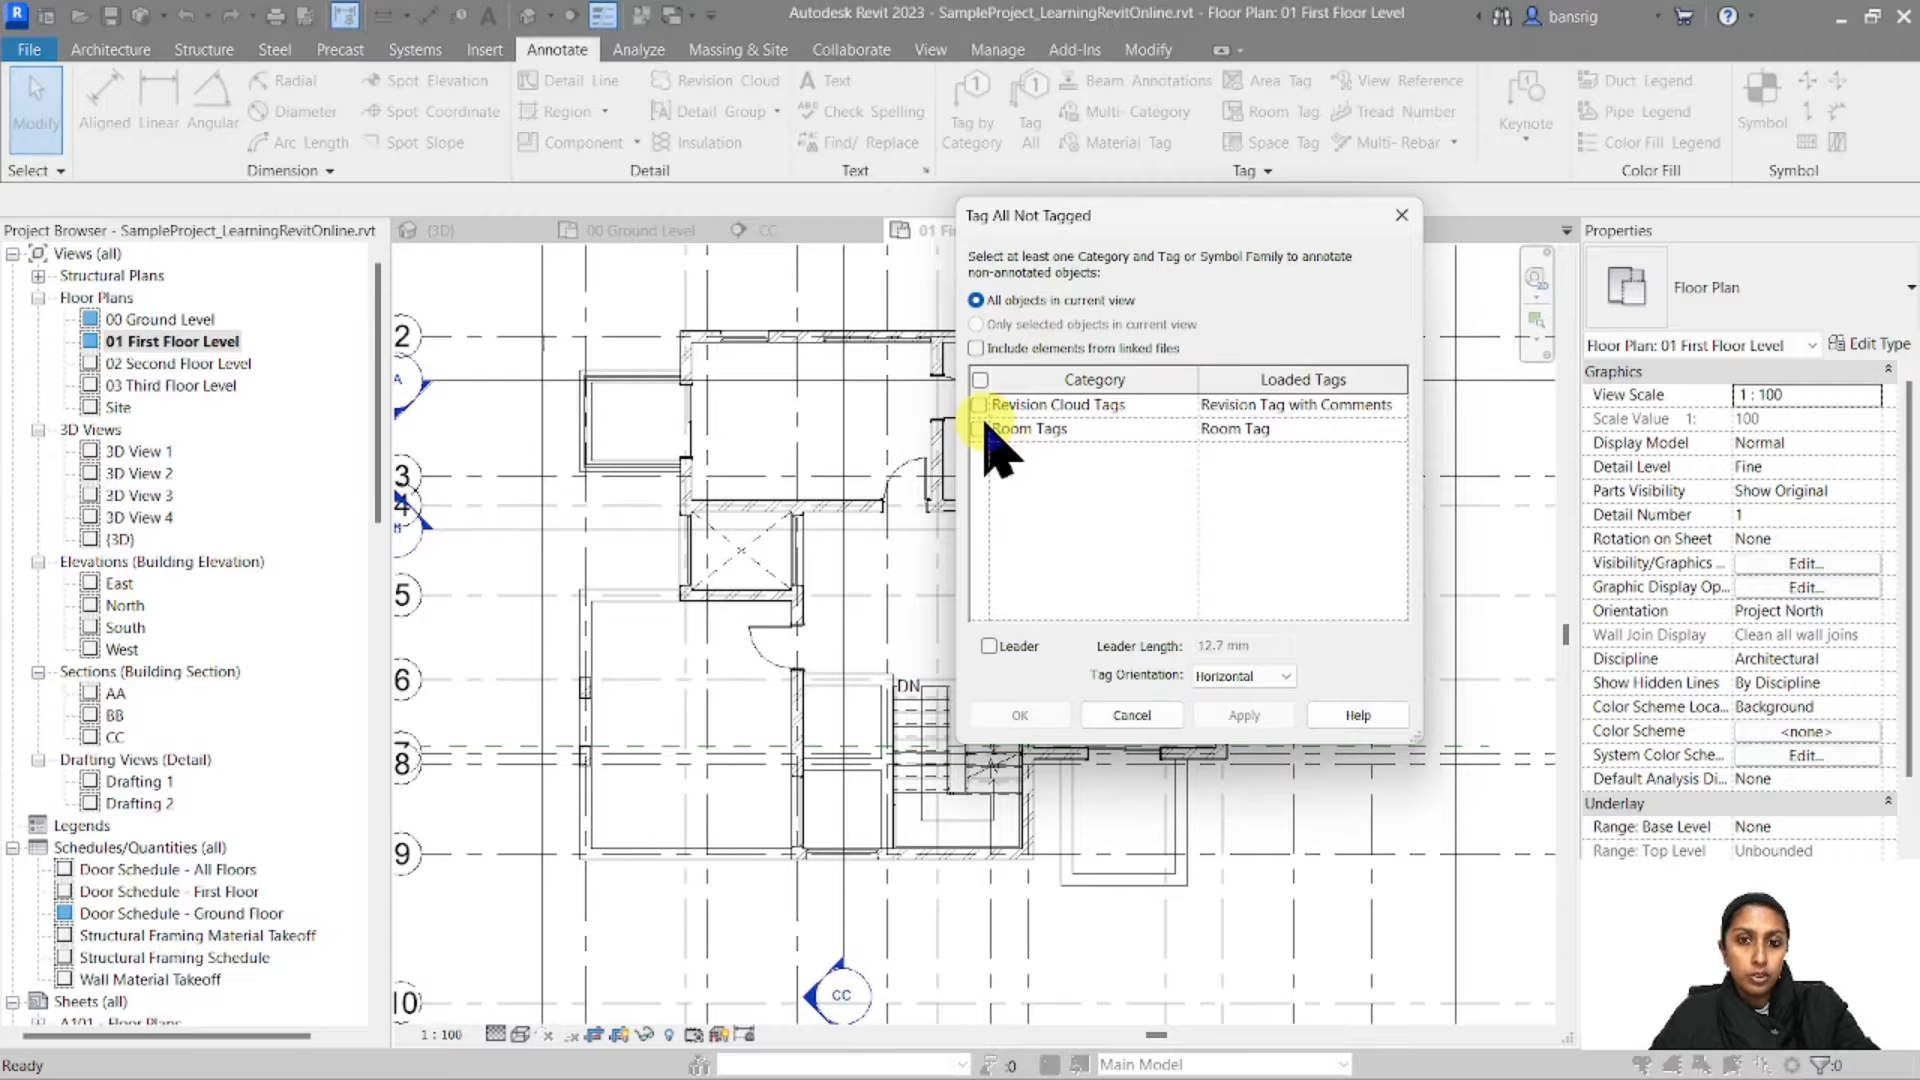 Autodesk Revit 2023 - SampleProject_LearningRevitOnline.rvt - Floor Plan: 01 First Floor Level
bansrig
File Architecture Structure Steel Precast Systems Insert Annotate Analyze Massing & Site Collaborate View Manage Add-Ins Modify
Modify
Aligned Linear Angular
Radial
Diameter
Arc Length
Spot Elevation
Spot Coordinate
Spot Slope
Detail Line
Region
Component
Revision Cloud
Detail Group
Insulation
Text
Check Spelling
Find/ Replace
Tag by Category
Tag All
Beam Annotations
Multi- Category
Material Tag
Area Tag
Room Tag
Space Tag
View Reference
Tread Number
Multi- Rebar
Keynote
Duct Legend
Pipe Legend
Color Fill Legend
Symbol
Select Dimension Detail Text Tag Color Fill Symbol
Project Browser - SampleProject_LearningRevitOnline.rvt
Views (all)
Structural Plans
Floor Plans
00 Ground Level
01 First Floor Level
02 Second Floor Level
03 Third Floor Level
Site
3D Views
3D View 1
3D View 2
3D View 3
3D View 4
{3D}
Elevations (Building Elevation)
East
North
South
West
Sections (Building Section)
AA
BB
CC
Drafting Views (Detail)
Drafting 1
Drafting 2
Legends
Schedules/Quantities (all)
Door Schedule - All Floors
Door Schedule - First Floor
Door Schedule - Ground Floor
Structural Framing Material Takeoff
Structural Framing Schedule
Wall Material Takeoff
Sheets (all)
{3D} 00 Ground Level CC 01
2
A
3
4
5
6
8
9
10
DN
CC
Tag All Not Tagged
Select at least one Category and Tag or Symbol Family to annotate
non-annotated objects:
All objects in current view
Only selected objects in current view
Include elements from linked files
Category Loaded Tags
Revision Cloud Tags Revision Tag with Comments
Room Tags Room Tag
Leader Leader Length: 12.7 mm
Tag Orientation: Horizontal
OK Cancel Apply Help
Properties
Floor Plan
Floor Plan: 01 First Floor Level Edit Type
Graphics
View Scale 1 : 100
Scale Value 1: 100
Display Model Normal
Detail Level Fine
Parts Visibility Show Original
Detail Number 1
Rotation on Sheet None
Visibility/Graphics ... Edit...
Graphic Display Op... Edit...
Orientation Project North
Wall Join Display Clean all wall joins
Discipline Architectural
Show Hidden Lines By Discipline
Color Scheme Loca... Background
Color Scheme <none>
System Color Sche... Edit...
Default Analysis Di... None
Underlay
Range: Base Level None
Range: Top Level Unbounded
1 : 100
Ready
:0
Main Model
:0